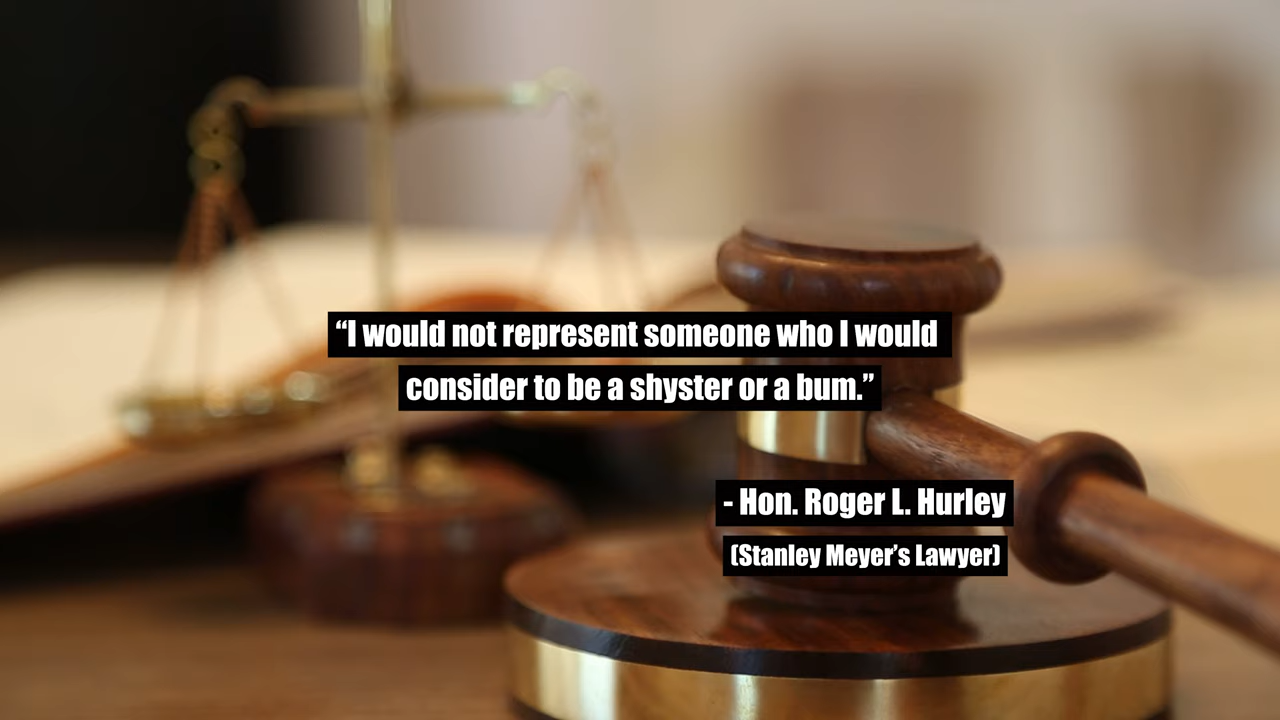 “I would not represent someone who I would
consider to be a shyster or a bum.”
- Hon. Roger L. Hurley
(Stanley Meyer’s Lawyer)